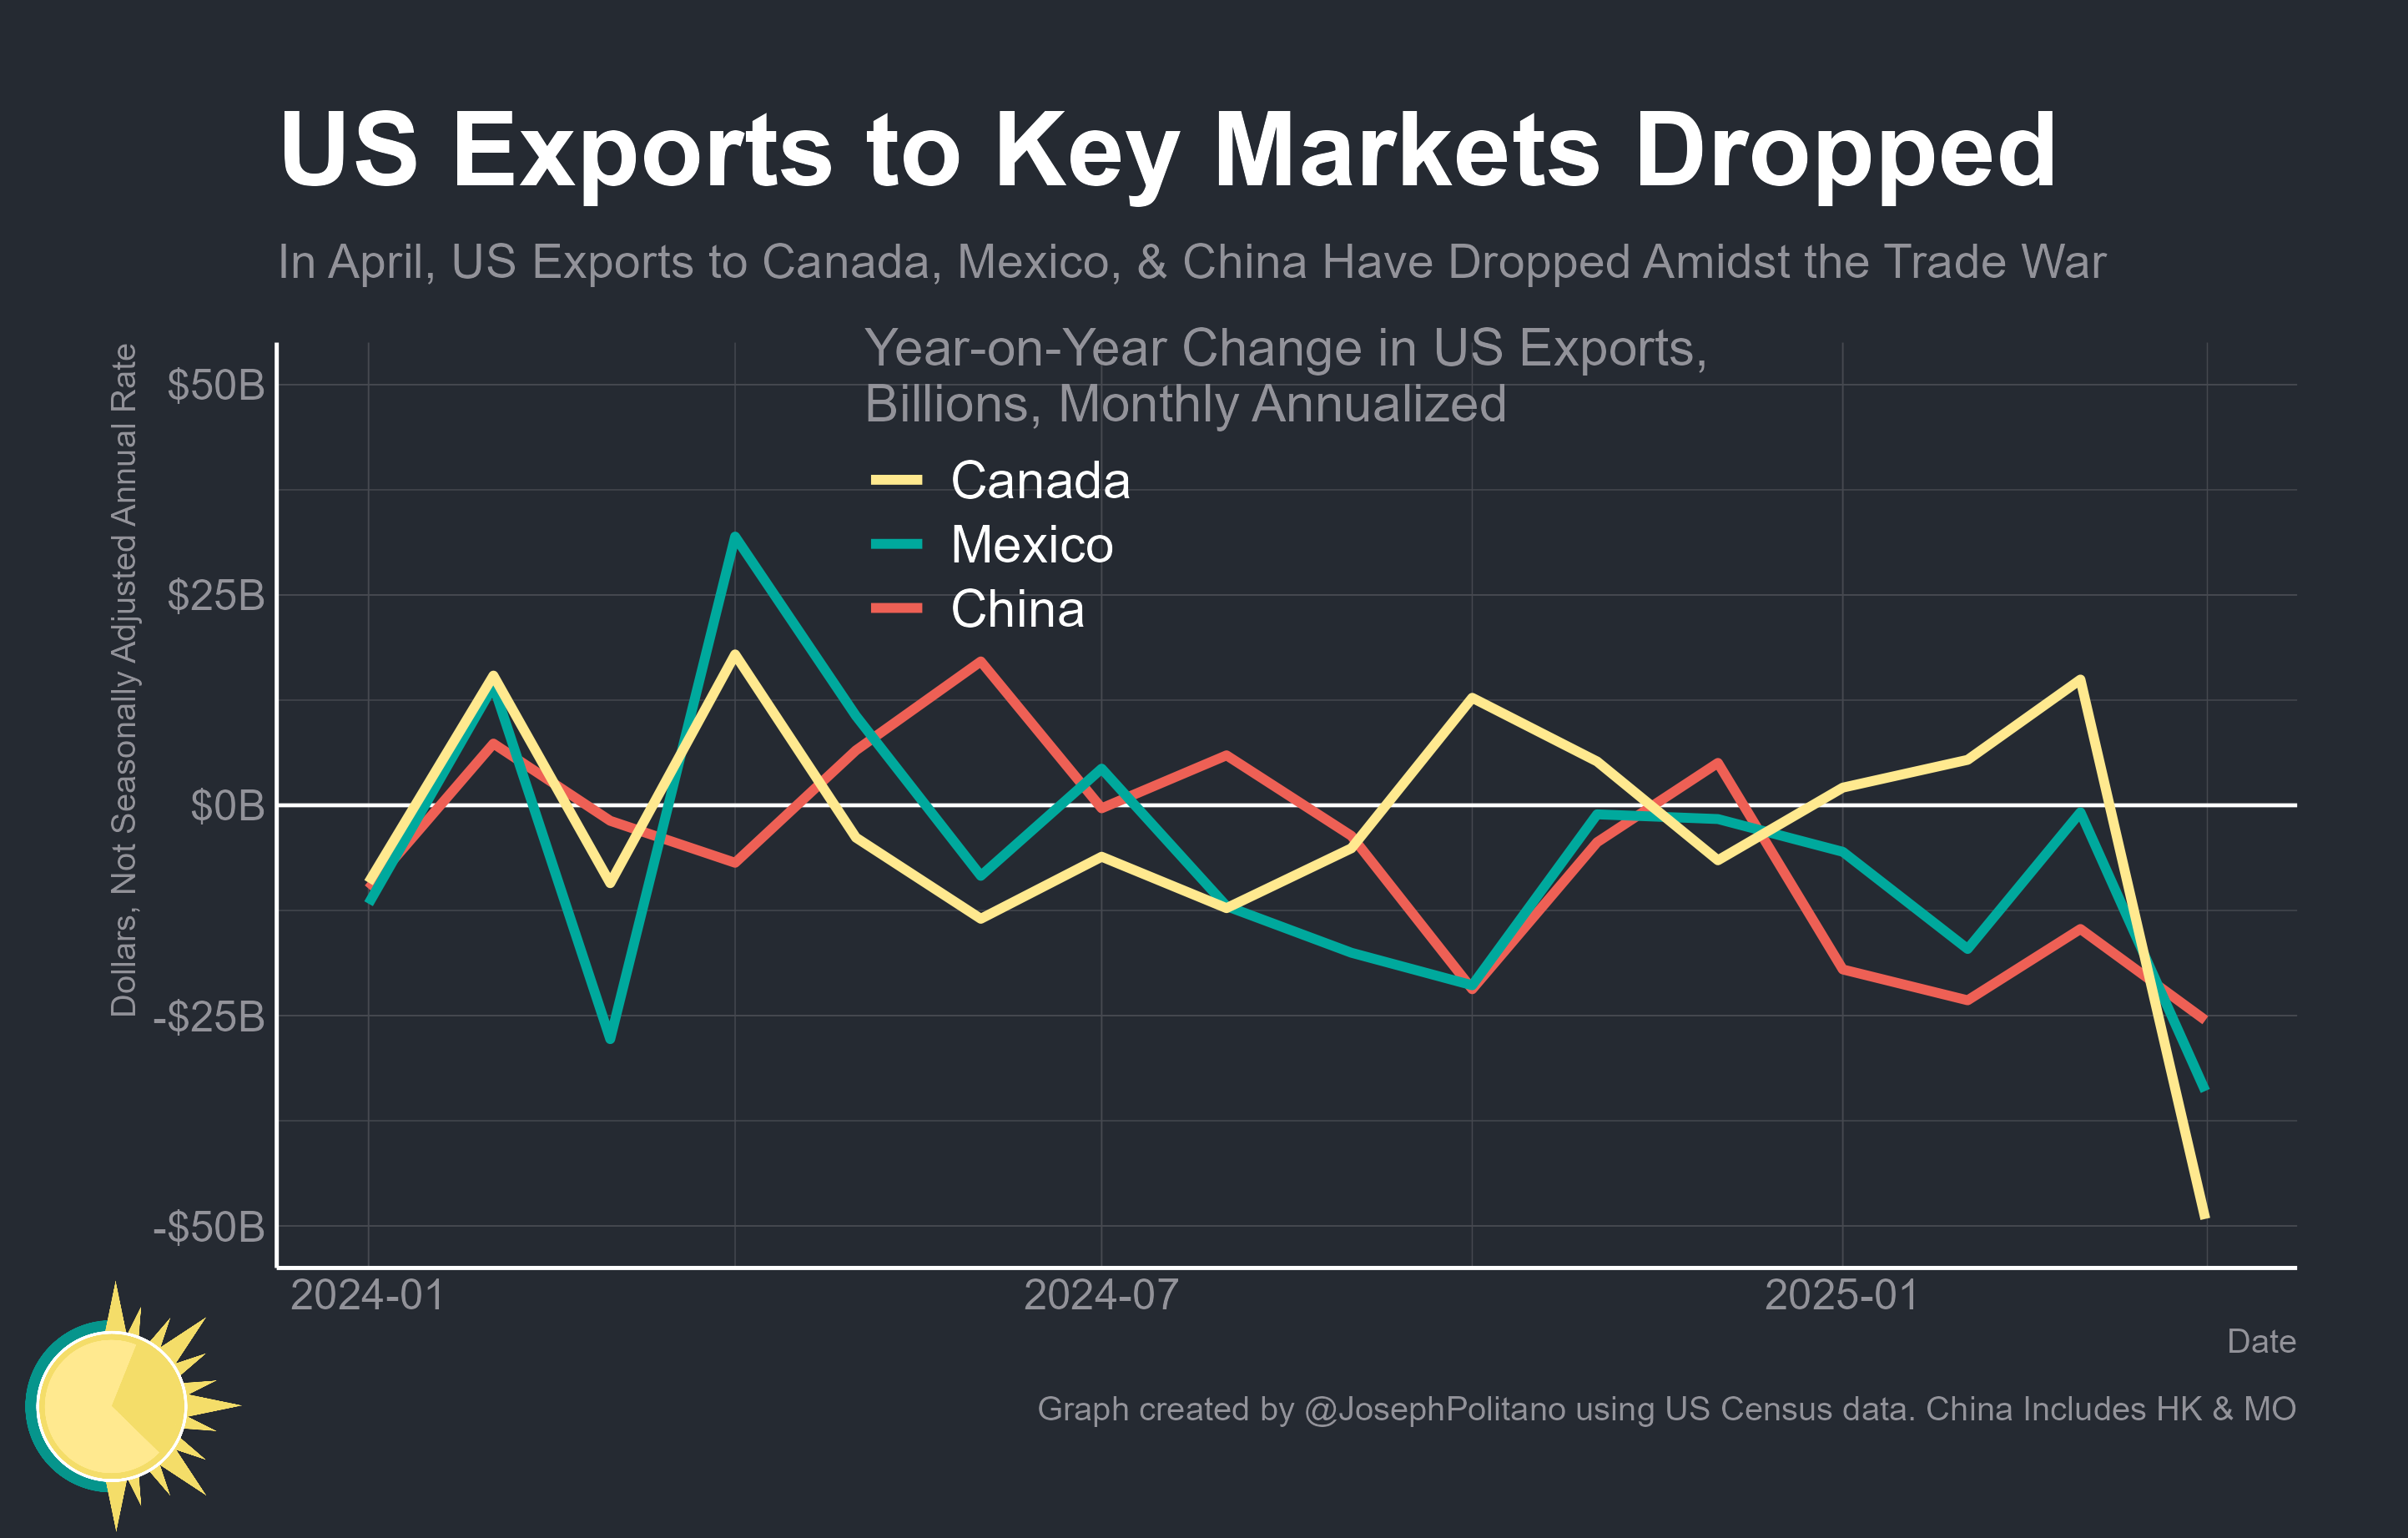 US Exports to Key Markets Dropped
In April, US Exports to Canada, Mexico, & China Have Dropped Amidst the Trade War
Year-on-Year Change in US Exports,
Billions, Monthly Annualized
Canada
Mexico
China
Dollars, Not Seasonally Adjusted Annual Rate
$50B
$25B
$0B
-$25B
-$50B
2024-01
2024-07
2025-01
Date
Graph created by @JosephPolitano using US Census data. China Includes HK & MO